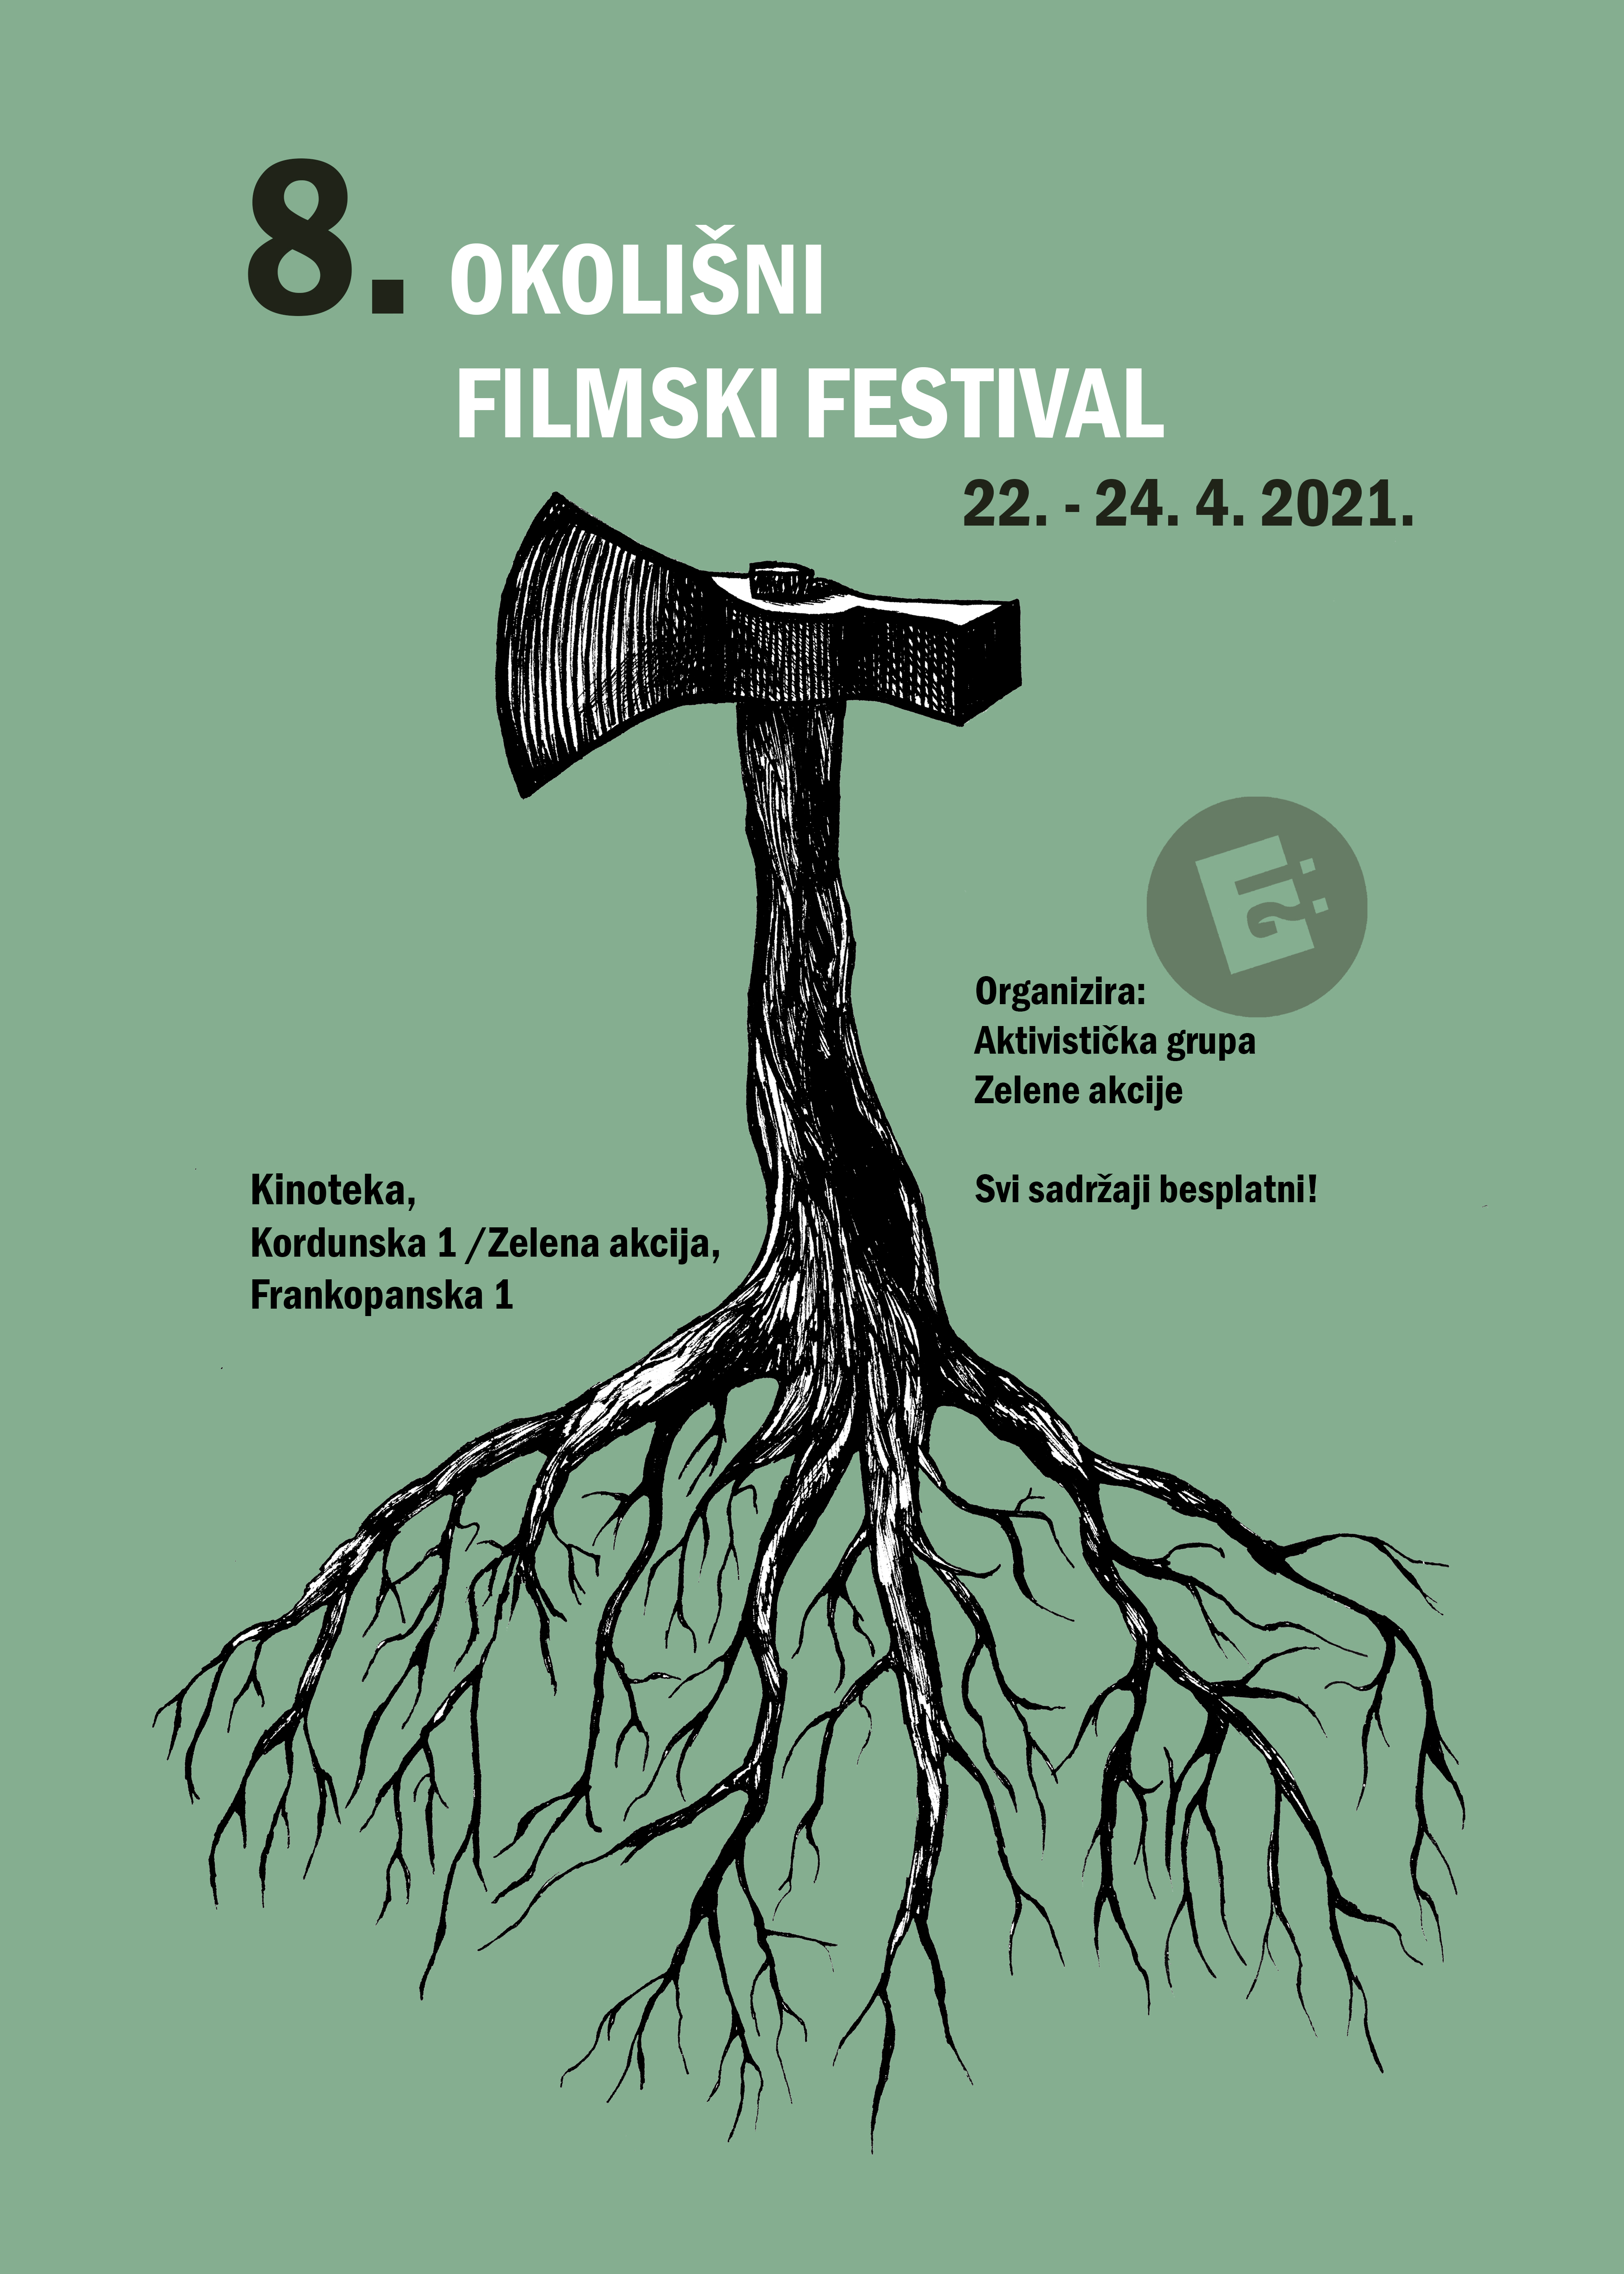 8. OKOLIŠNI
FILMSKI FESTIVAL
22. - 24. 4. 2021.
Organizira:
Aktivistička grupa
Zelene akcije
Svi sadržaji besplatni!
Kinoteka,
Kordunska 1 /Zelena akcija,
Frankopanska 1